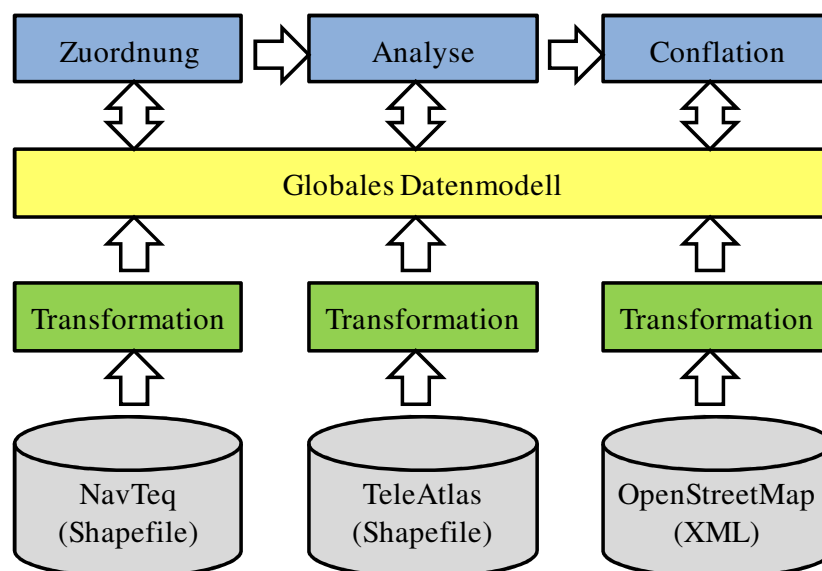 Zuordnung
Analyse
Conflation
Globales Datenmodell
Transformation
Transformation
Transformation
NavTeq
(Shapefile)
TeleAtlas
(Shapefile)
OpenStreetMap
(XML)